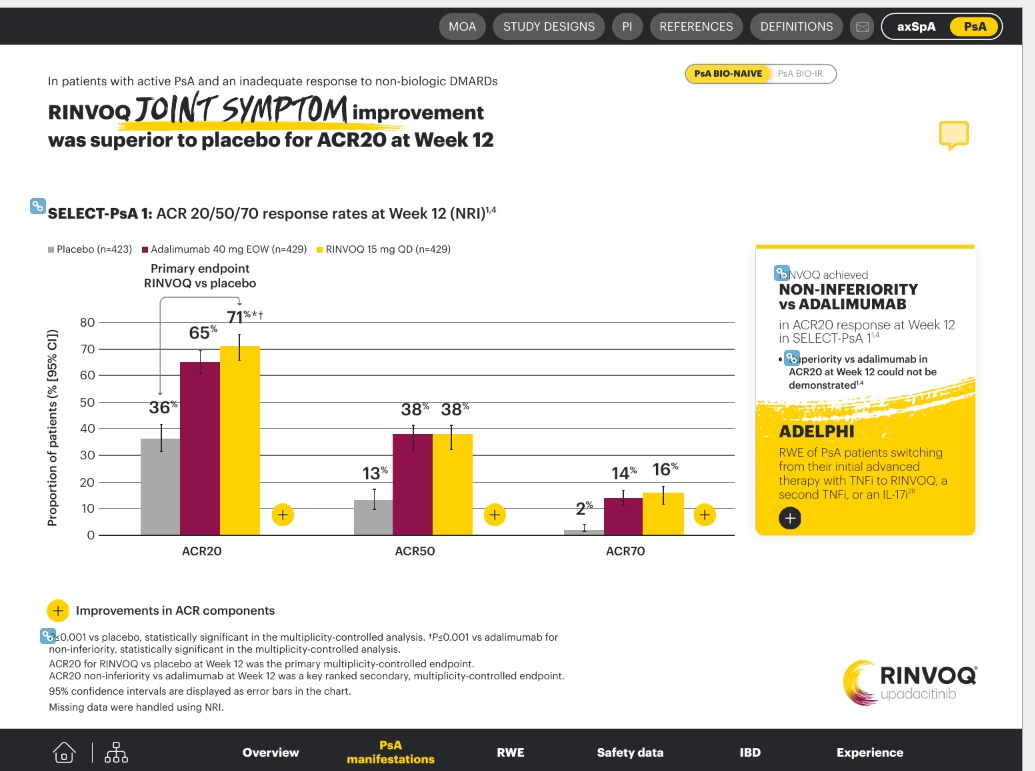 MOA STUDY DESIGNS PI REFERENCES DEFINITIONS axSpA PsA
In patients with active PsA and an inadequate response to non-biologic DMARDs
PsA BIO-NAIVE PsA BIO-IR
RINVOQ JOINT SYMPTOM improvement
was superior to placebo for ACR20 at Week 12
SELECT-PsA 1: ACR 20/50/70 response rates at Week 12 (NRI)1,4
Placebo (n=423) Adalimumab 40 mg EOW (n=429) RINVOQ 15 mg QD (n=429)
Primary endpoint
RINVOQ vs placebo
Proportion of patients (% [95% CI])
80
70
60
50
40
30
20
10
0
36% 65% 71%*†
13% 38% 38%
2% 14% 16%
ACR20 ACR50 ACR70
achieved
NON-INFERIORITY
vs ADALIMUMAB
in ACR20 response at Week 12
in SELECT-PsA 11,4
• vs adalimumab in
ACR20 at Week 12 could not be
demonstrated1,4
ADELPHI
RWE of PsA patients switching
from their initial advanced
therapy with TNFi to RINVOQ, a
second TNFi, or an IL-17i28
+ Improvements in ACR components
≤0.001 vs placebo, statistically significant in the multiplicity-controlled analysis. †P≤0.001 vs adalimumab for
non-inferiority, statistically significant in the multiplicity-controlled analysis.
ACR20 for RINVOQ vs placebo at Week 12 was the primary multiplicity-controlled endpoint.
ACR20 non-inferiority vs adalimumab at Week 12 was a key ranked secondary, multiplicity-controlled endpoint.
95% confidence intervals are displayed as error bars in the chart.
Missing data were handled using NRI.
RINVOQ
upadacitinib
Overview PsA manifestations RWE Safety data IBD Experience